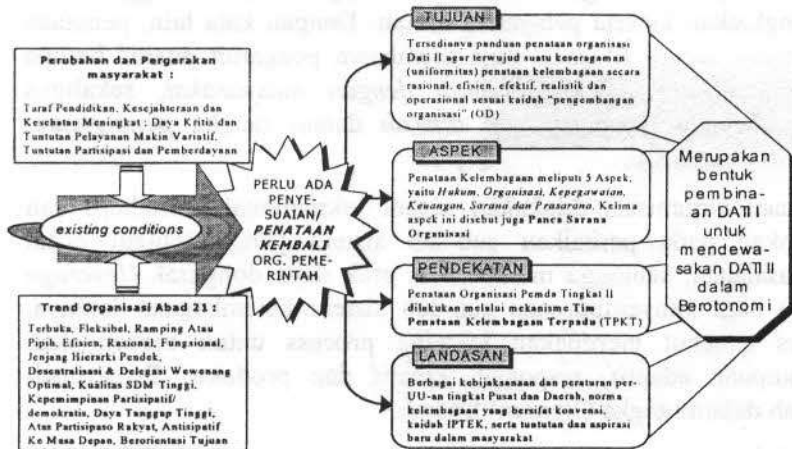 Perubahan dan Pergerakan
masyarakat :
Taraf Pendidikan, Kesejahteraan dan
Kesehatan Meningkat ; Daya Kritis dan
Tuntutan Pelayanan Makin Variatif,
Tuntutan Partisipasi dan Pemberdayaan
existing conditions
Trend Organisasi Abad 21 :
Terbuka, Fleksibel, Ramping Atau
Pipih, Efisien, Rasional, Fungsional,
Jenjang Hierarki Pendek,
Desentralisasi & Delegasi Wewenang
Optimal, Kualitas SDM Tinggi,
Kepemimpinan Partisipatif/
demokratis, Daya Tanggap Tinggi,
Atas Partisipaso Rakyat, Antisipatif
Ke Masa Depan, Berorientasi Tujuan
PERLU ADA
PENYE-
SUAIAN/
PENATAAN
KEMBALI
ORG. PEME-
RINTAH
TUJUAN
Tersedianya panduan penataan organisasi
Dati II agar terwujud suatu keseragaman
(uniformitas) penataan kelembagaan secara
rasional, efisien, efektif, realistik dan
operasional sesuai kaidah "pengembangan
organisasi" (OD)
ASPEK
Penataan Kelembagaan meliputi 5 Aspek,
yaitu Hukum, Organisasi, Kepegawaian,
Keuangan, Sarana dan Prasarana. Kelima
aspek ini disebut juga Panca Sarana
Organisasi
PENDEKATAN
Penataan Organisasi Pemda Tingkat II
dilakukan melalui mekanisme Tim
Penataan Kelembagaan Terpadu (TPKT)
LANDASAN
Berbagai kebijaksanaan dan peraturan per-
UU-an tingkat Pusat dan Daerah, norma
kelembagaan yang bersifat konvensi,
kaidah IPTEK, serta tuntutan dan aspirasi
baru dalam masyarakat
Merupakan
bentuk
pembina-
an DATI II
untuk
mendewa-
sakan DATI II
dalam
Berotonomi